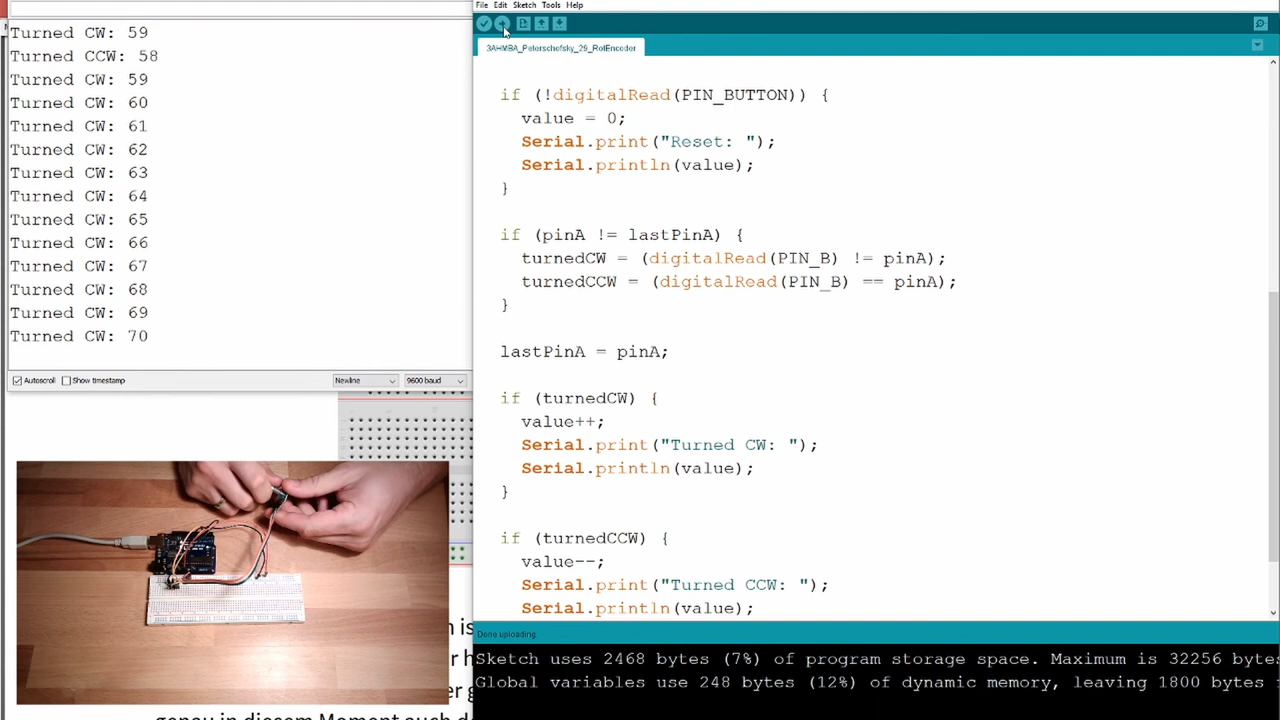 Turned CW: 59
Turned CCW: 58
Turned CW: 59
Turned CW: 60
Turned CW: 61
Turned CW: 62
Turned CW: 63
Turned CW: 64
Turned CW: 65
Turned CW: 66
Turned CW: 67
Turned CW: 68
Turned CW: 69
Turned CW: 70
Autoscroll Show timestamp Newline 9600 baud
File Edit Sketch Tools Help
3AHMBA_Peterschofsky_29_RotEncoder
if (!digitalRead(PIN_BUTTON)) {
value = 0;
Serial.print("Reset: ");
Serial.println(value);
}
if (pinA != lastPinA) {
turnedCW = (digitalRead(PIN_B) != pinA);
turnedCCW = (digitalRead(PIN_B) == pinA);
}
lastPinA = pinA;
if (turnedCW) {
value++;
Serial.print("Turned CW: ");
Serial.println(value);
}
if (turnedCCW) {
value--;
Serial.print("Turned CCW: ");
Serial.println(value);
Done uploading.
Sketch uses 2468 bytes (7%) of program storage space. Maximum is 32256 bytes
Global variables use 248 bytes (12%) of dynamic memory, leaving 1800 bytes
genau in diesem Moment auch